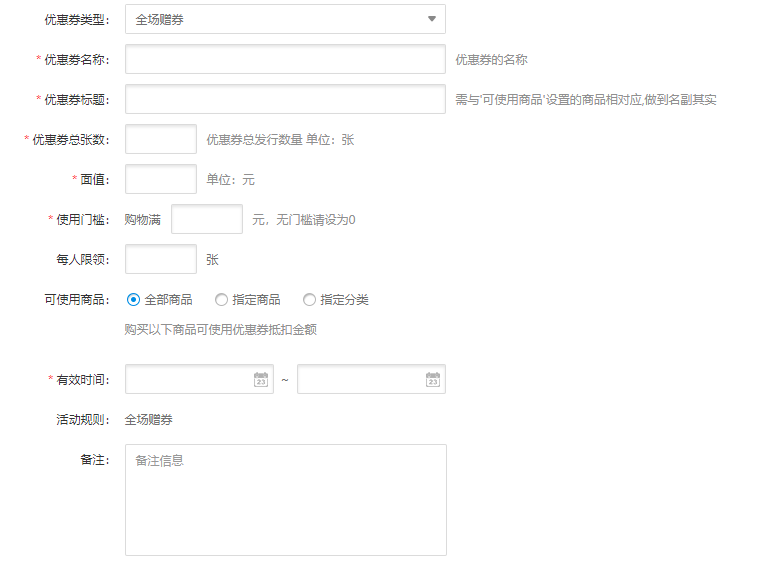 优惠券类型： 全场赠券
* 优惠券名称： 优惠券的名称
* 优惠券标题： 需与'可使用商品'设置的商品相对应,做到名副其实
* 优惠券总张数： 优惠券总发行数量 单位：张
* 面值： 单位：元
* 使用门槛： 购物满 元，无门槛请设为0
每人限领： 张
可使用商品： 全部商品 指定商品 指定分类
购买以下商品可使用优惠券抵扣金额
* 有效时间： 23 ~ 23
活动规则： 全场赠券
备注： 备注信息